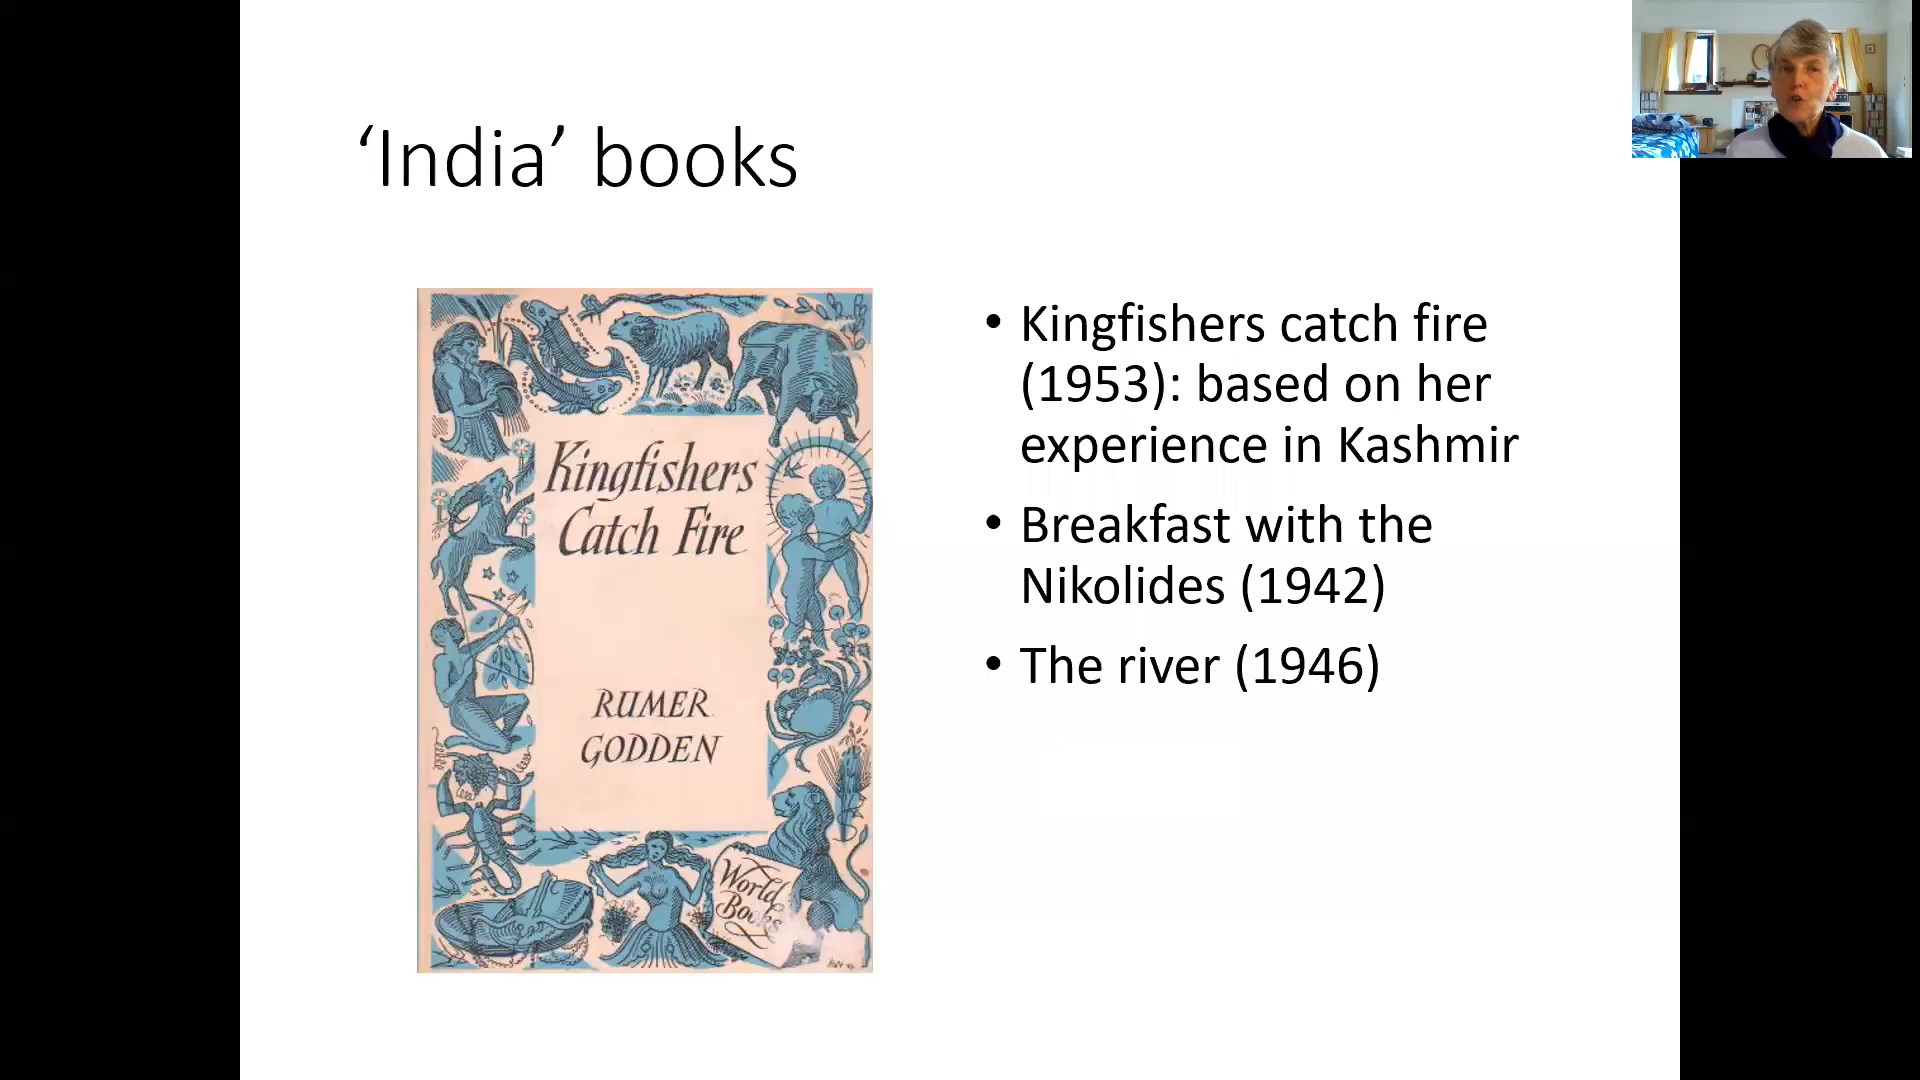 ‘India’ books
Kingfishers
Catch Fire
RUMER
GODDEN
World
Books
• Kingfishers catch fire
(1953): based on her
experience in Kashmir
• Breakfast with the
Nikolides (1942)
• The river (1946)